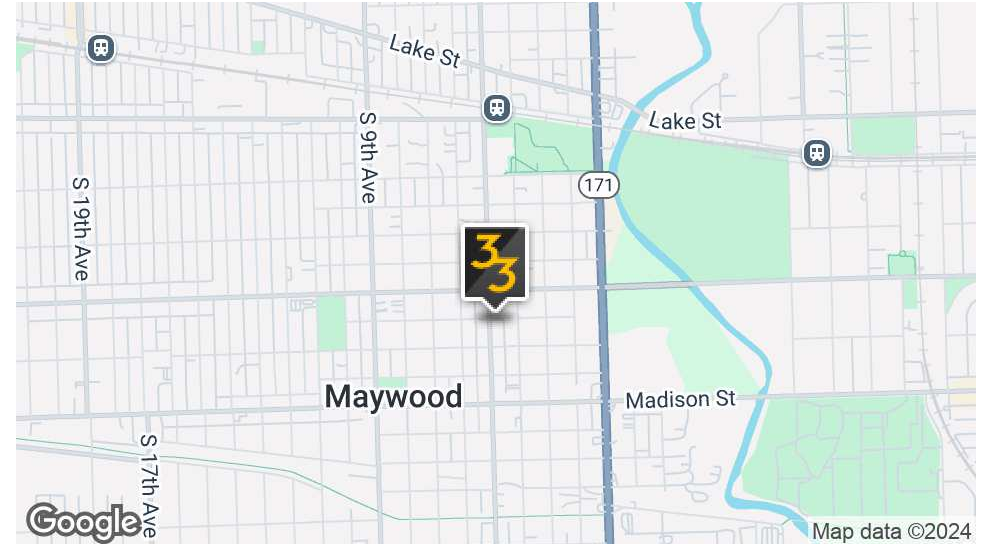 Lake St
Lake St
S 9th Ave
171
S 19th Ave
33
Maywood
Madison St
S 17th Ave
Google
Map data ©2024